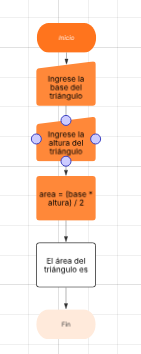 Inicio
Ingrese la
base del
triángulo
Ingrese la
altura del
triángulo
area = (base *
altura) / 2
El área del
triángulo es
Fin